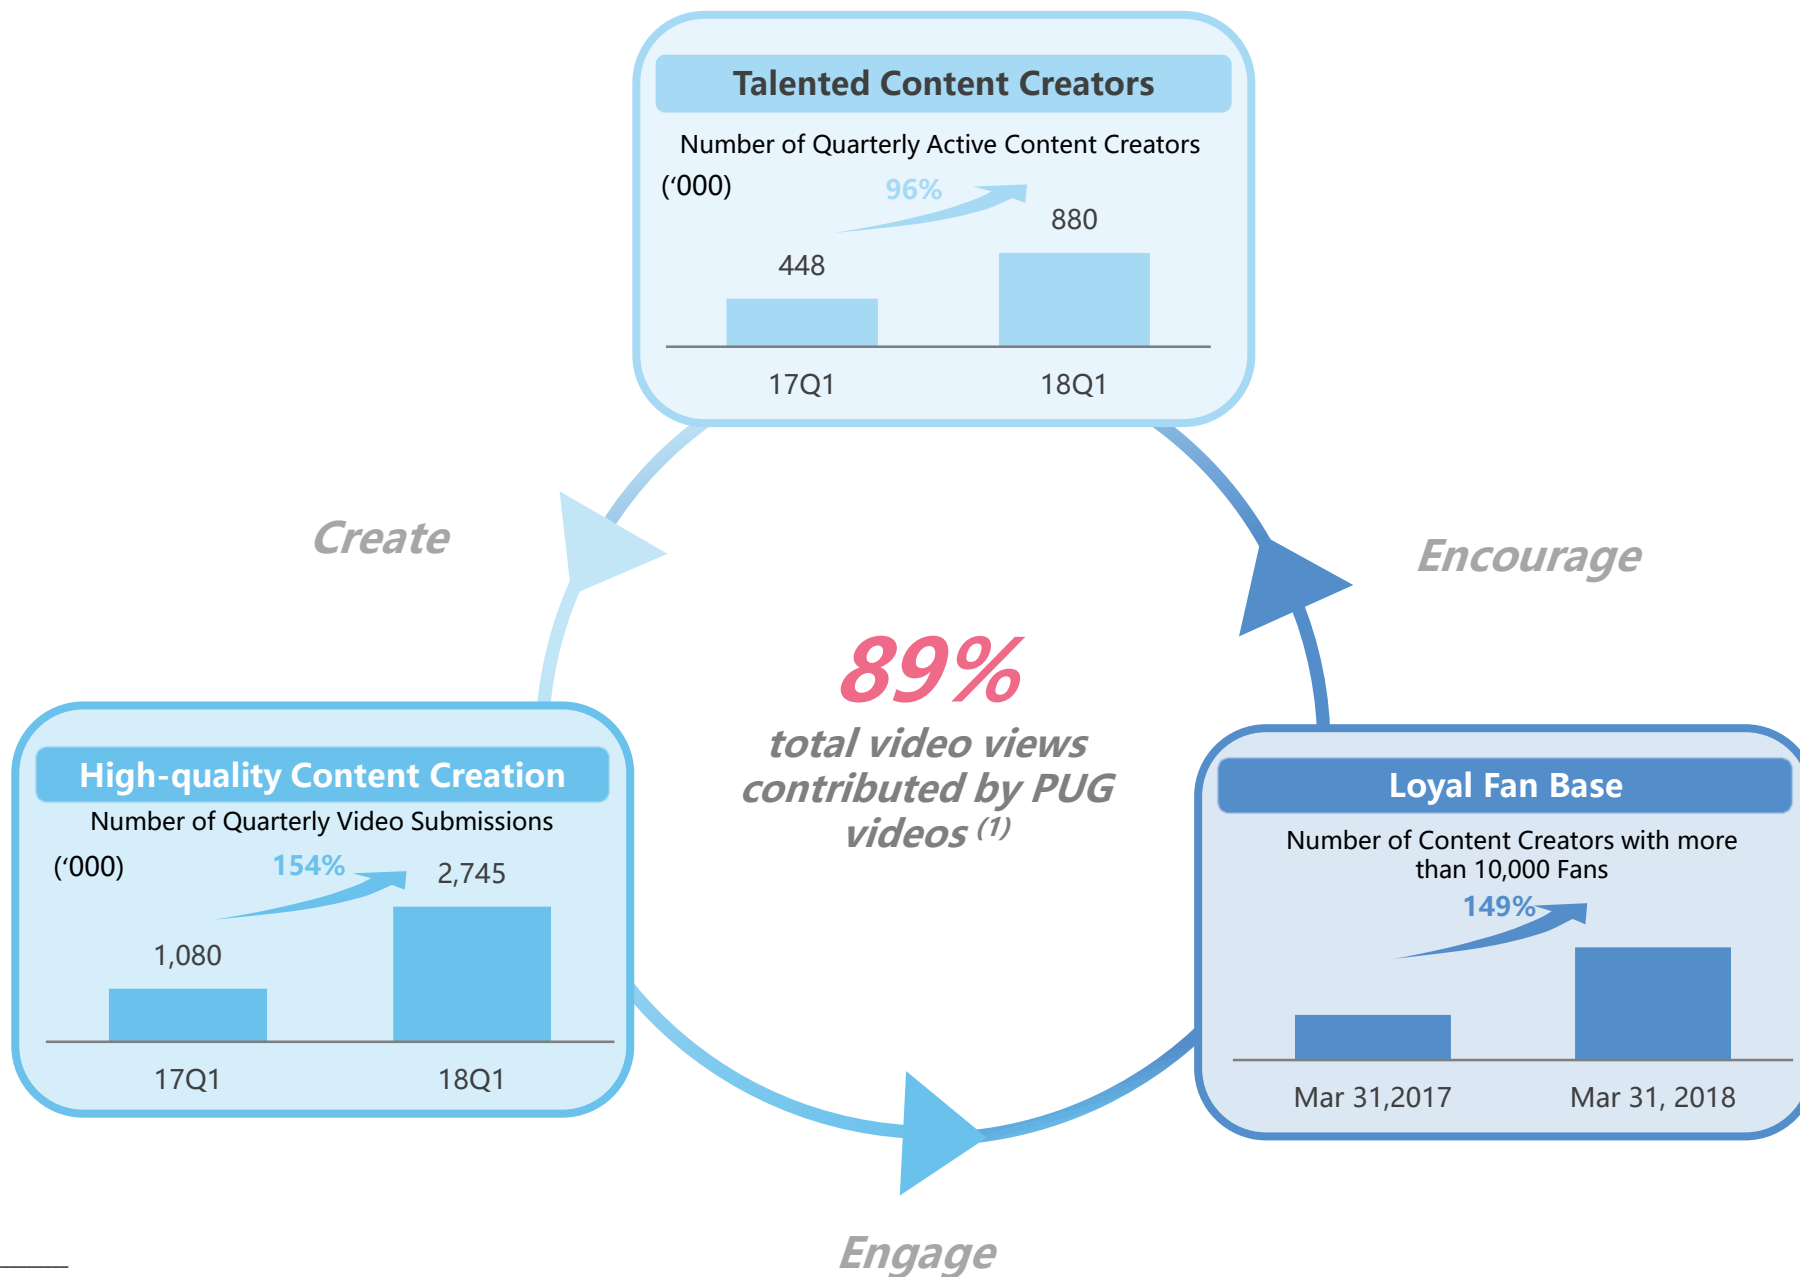 Talented Content Creators
Number of Quarterly Active Content Creators
(‘000)
96%
880
448
17Q1
18Q1
Create
Encourage
89%
total video views
contributed by PUG
videos (1)
High-quality Content Creation
Number of Quarterly Video Submissions
(‘000)
154%
2,745
1,080
17Q1
18Q1
Loyal Fan Base
Number of Content Creators with more
than 10,000 Fans
149%
Mar 31,2017
Mar 31, 2018
Engage